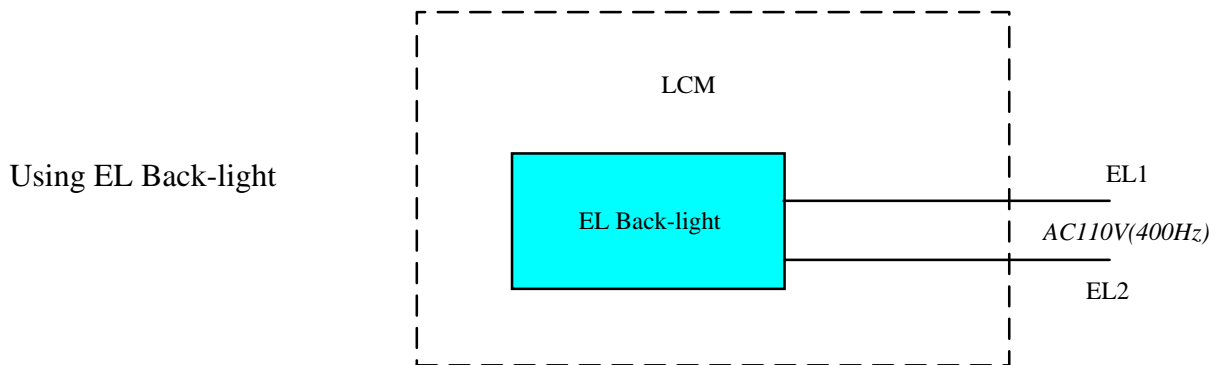 LCM
Using EL Back-light
EL Back-light
EL1
AC110V(400Hz)
EL2